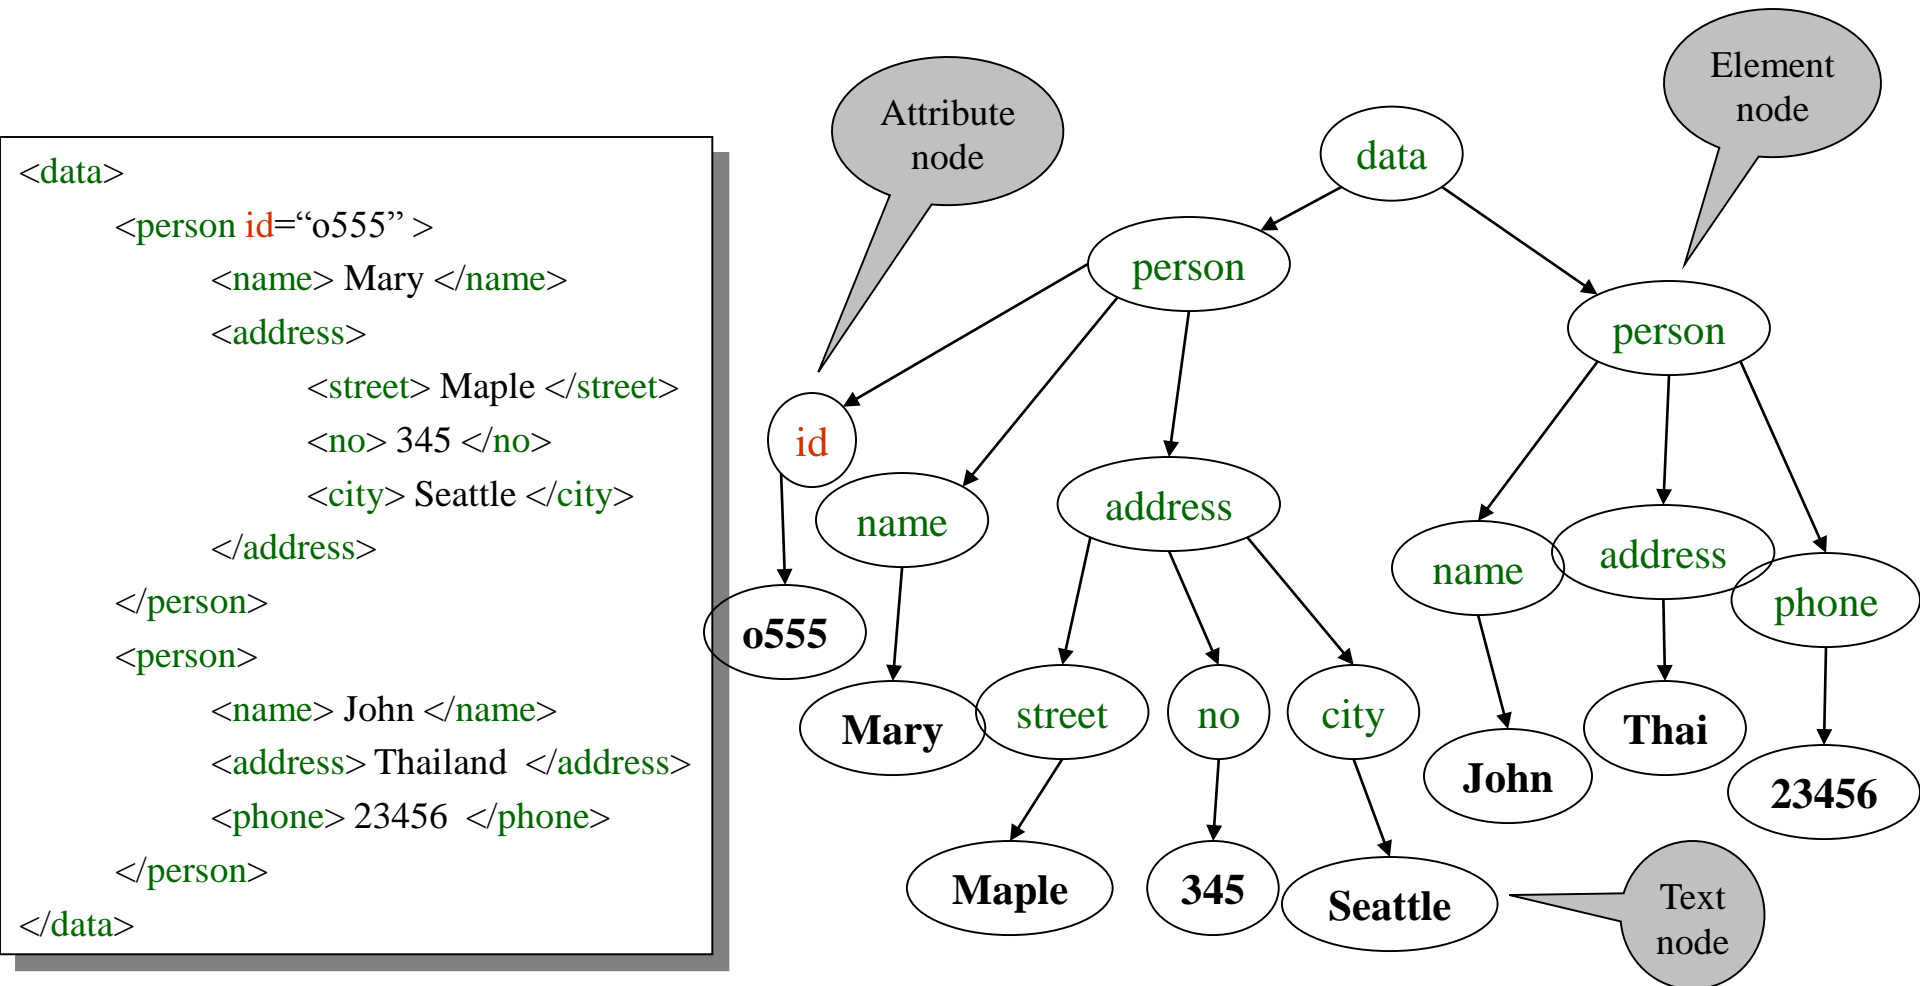 <data>
<person id=“o555” >
<name> Mary </name>
<address>
<street> Maple </street>
<no> 345 </no>
<city> Seattle </city>
</address>
</person>
<person>
<name> John </name>
<address> Thailand </address>
<phone> 23456 </phone>
</person>
</data>
Attribute
node
Element
node
data
person
person
id
name
address
name
address
phone
o555
Mary
street
no
city
John
Thai
23456
Maple
345
Seattle
Text
node